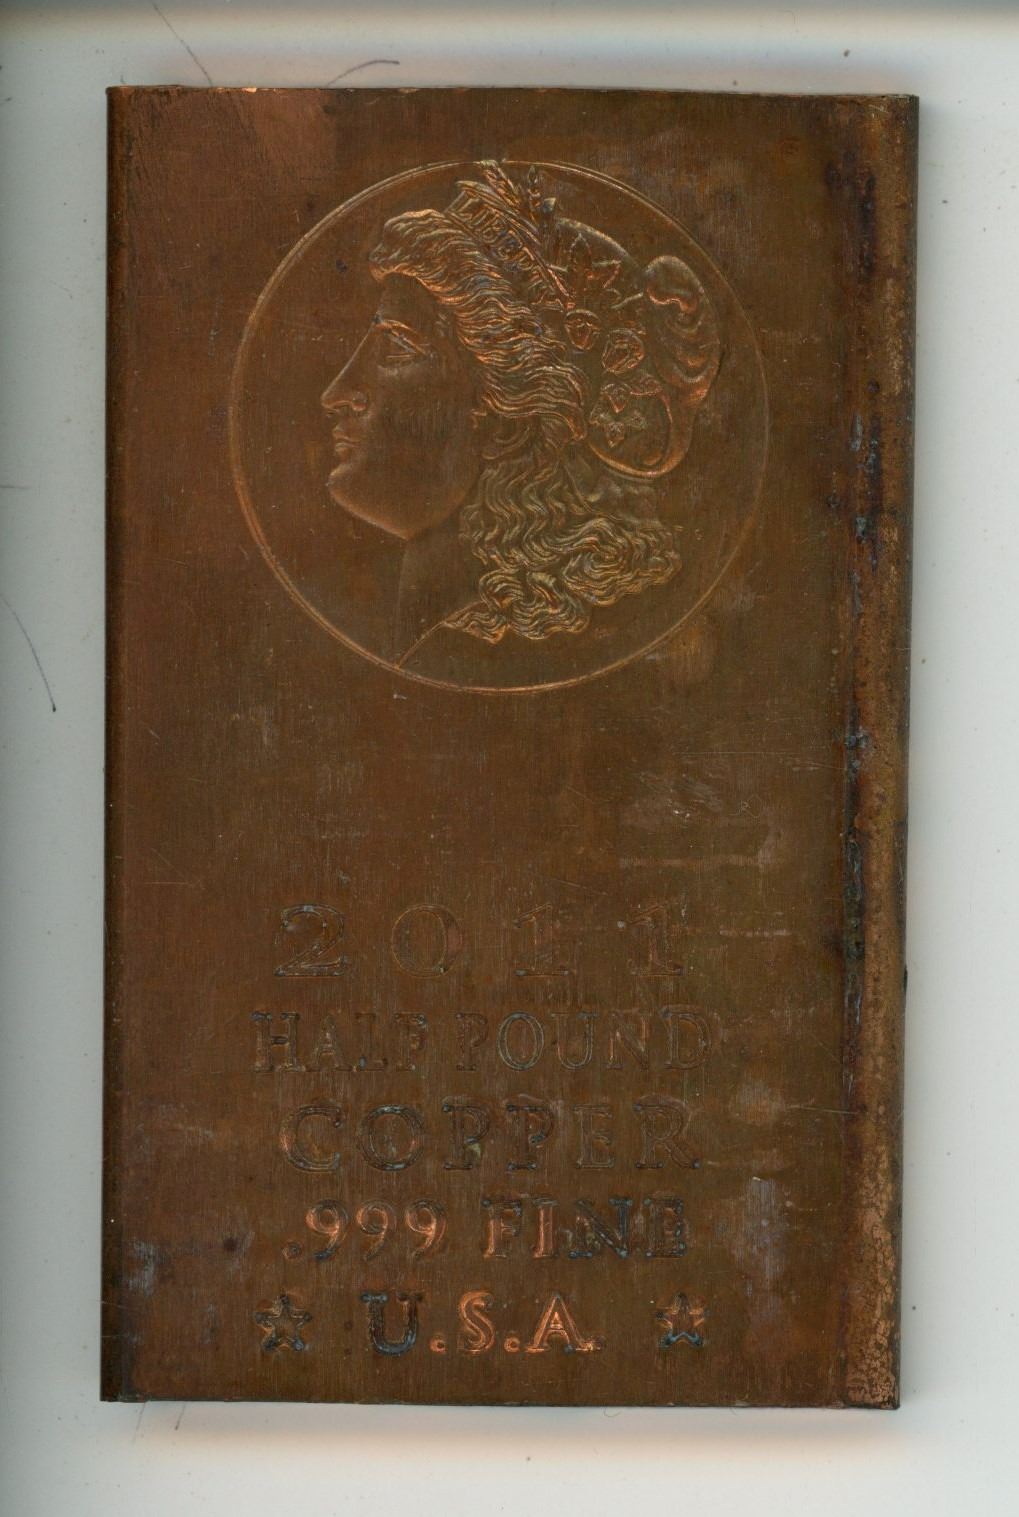 LIBERTY
2011
HALF POUND
COPPER
.999 FINE
U.S.A.